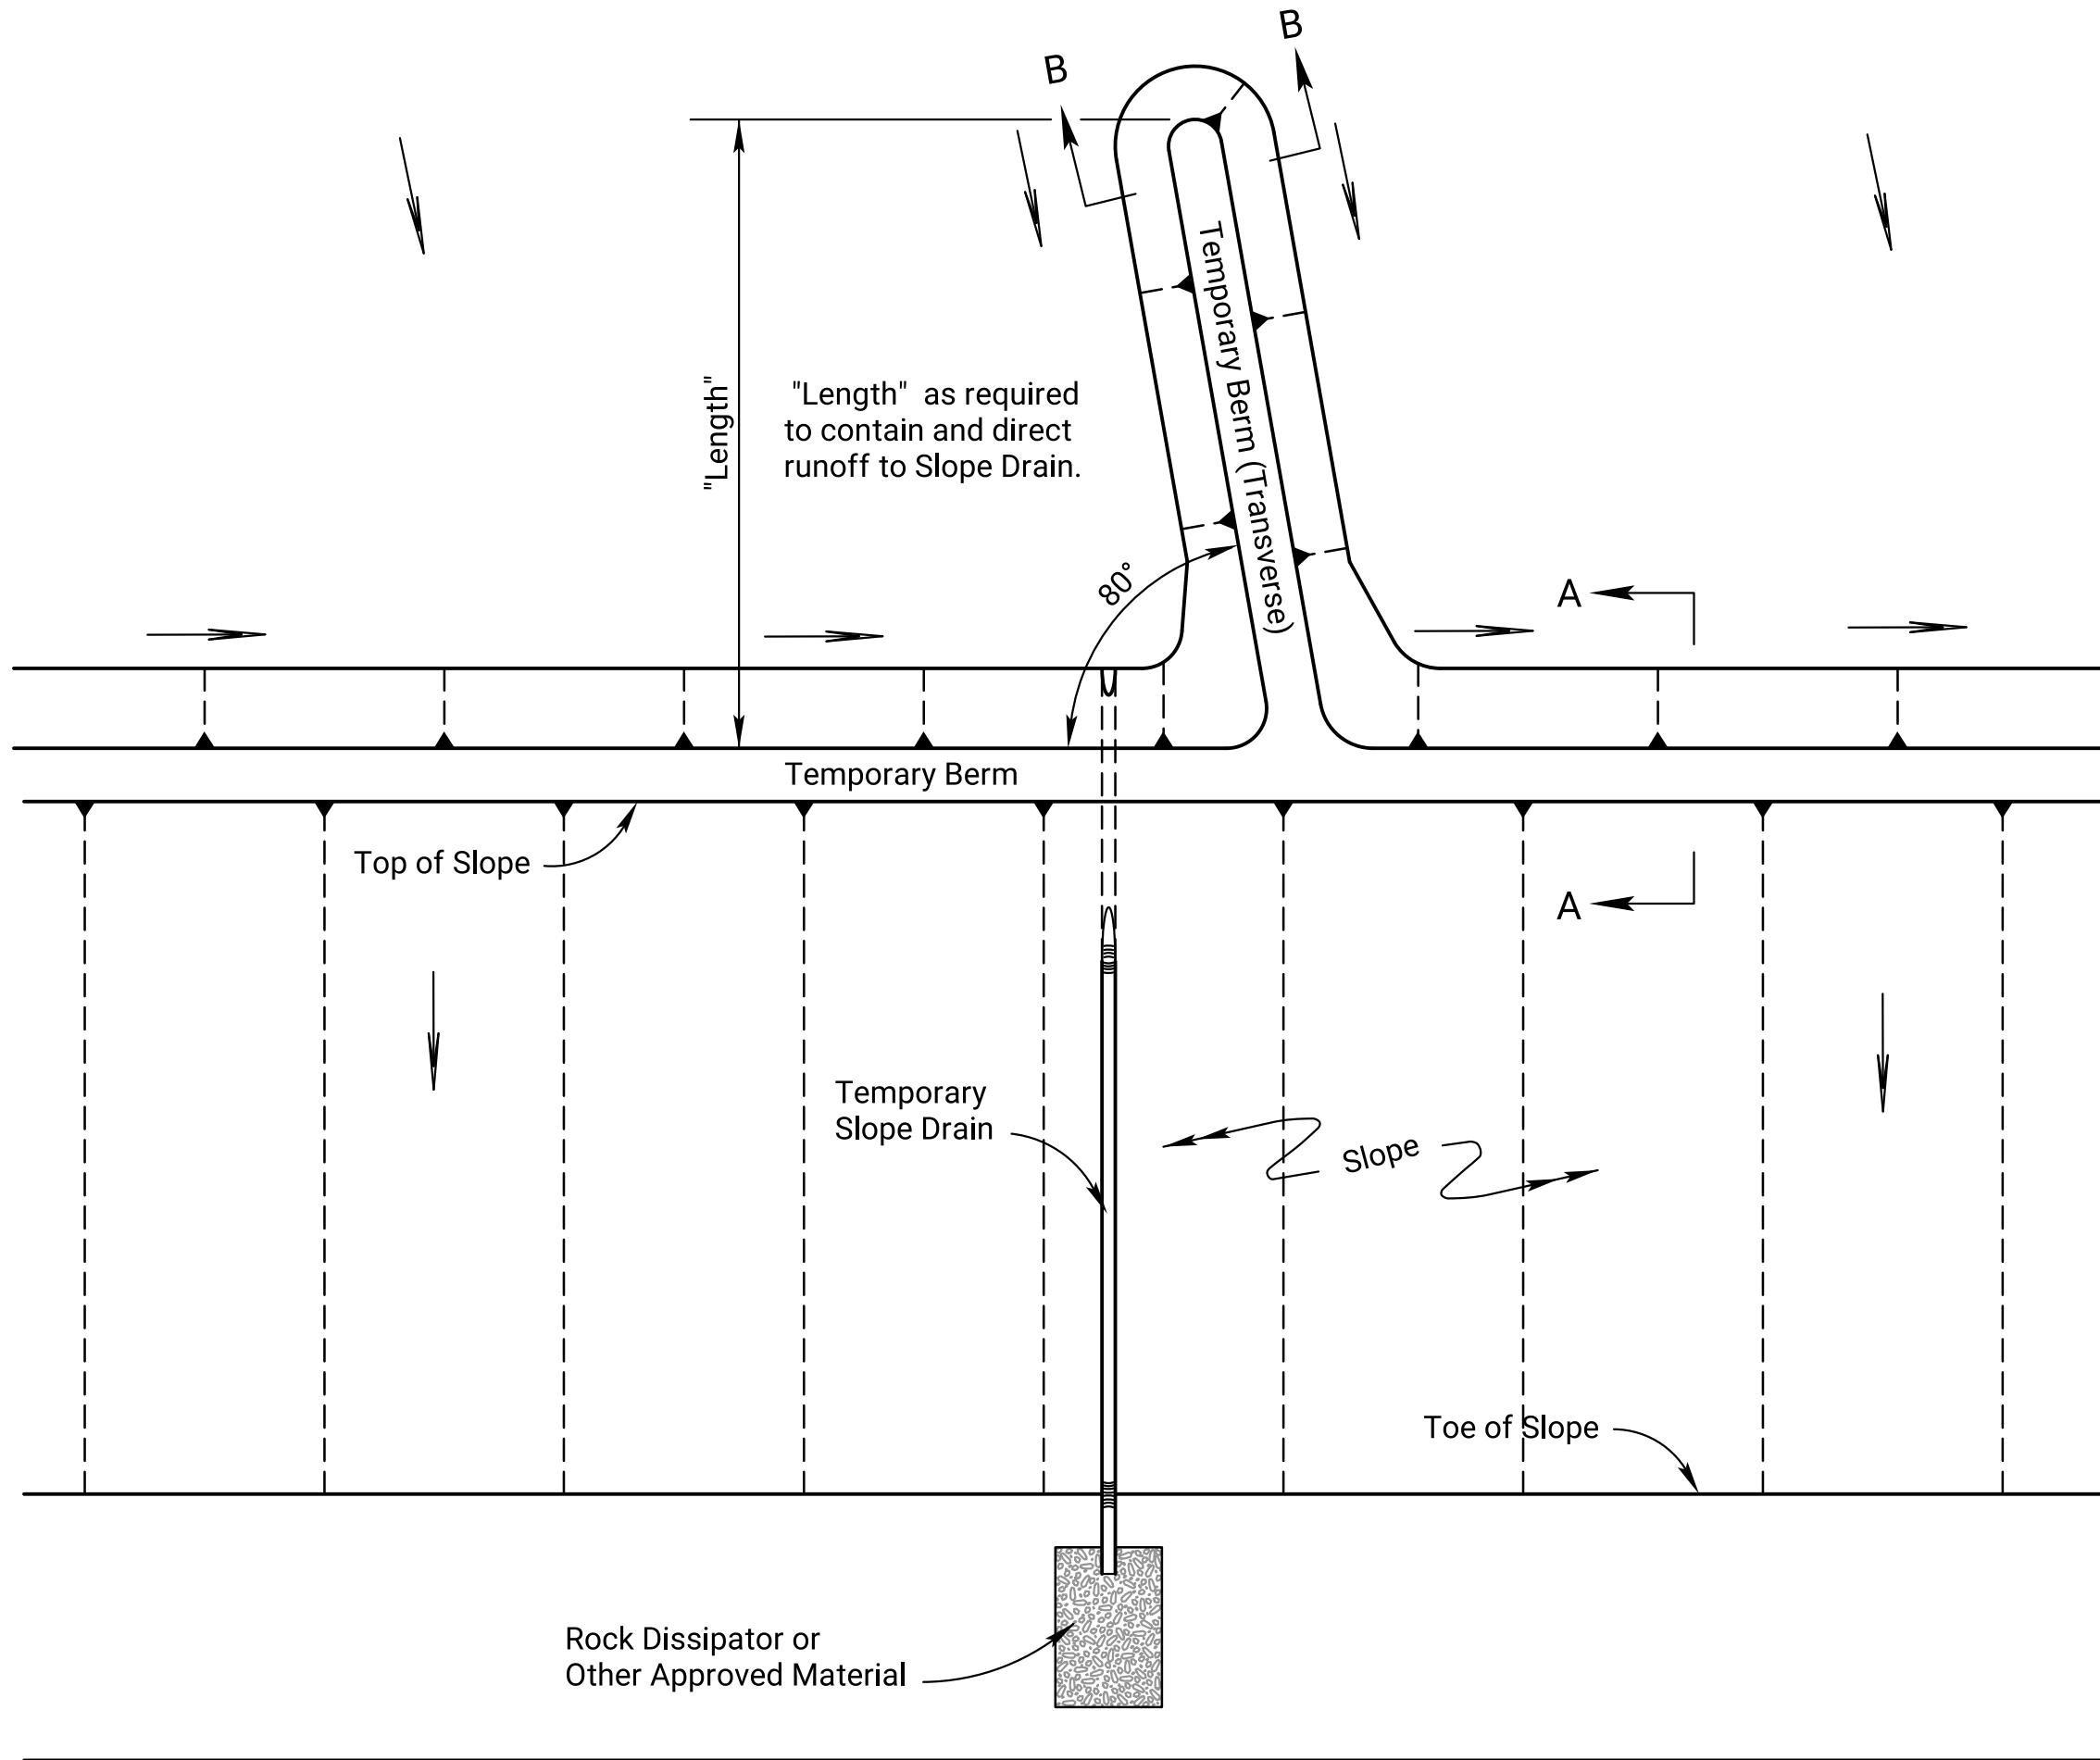 B
B
"Length"
"Length" as required
to contain and direct
runoff to Slope Drain.
Temporary Berm (Transverse)
80°
A
Temporary Berm
Top of Slope
A
Temporary
Slope Drain
Slope
Toe of Slope
Rock Dissipator or
Other Approved Material